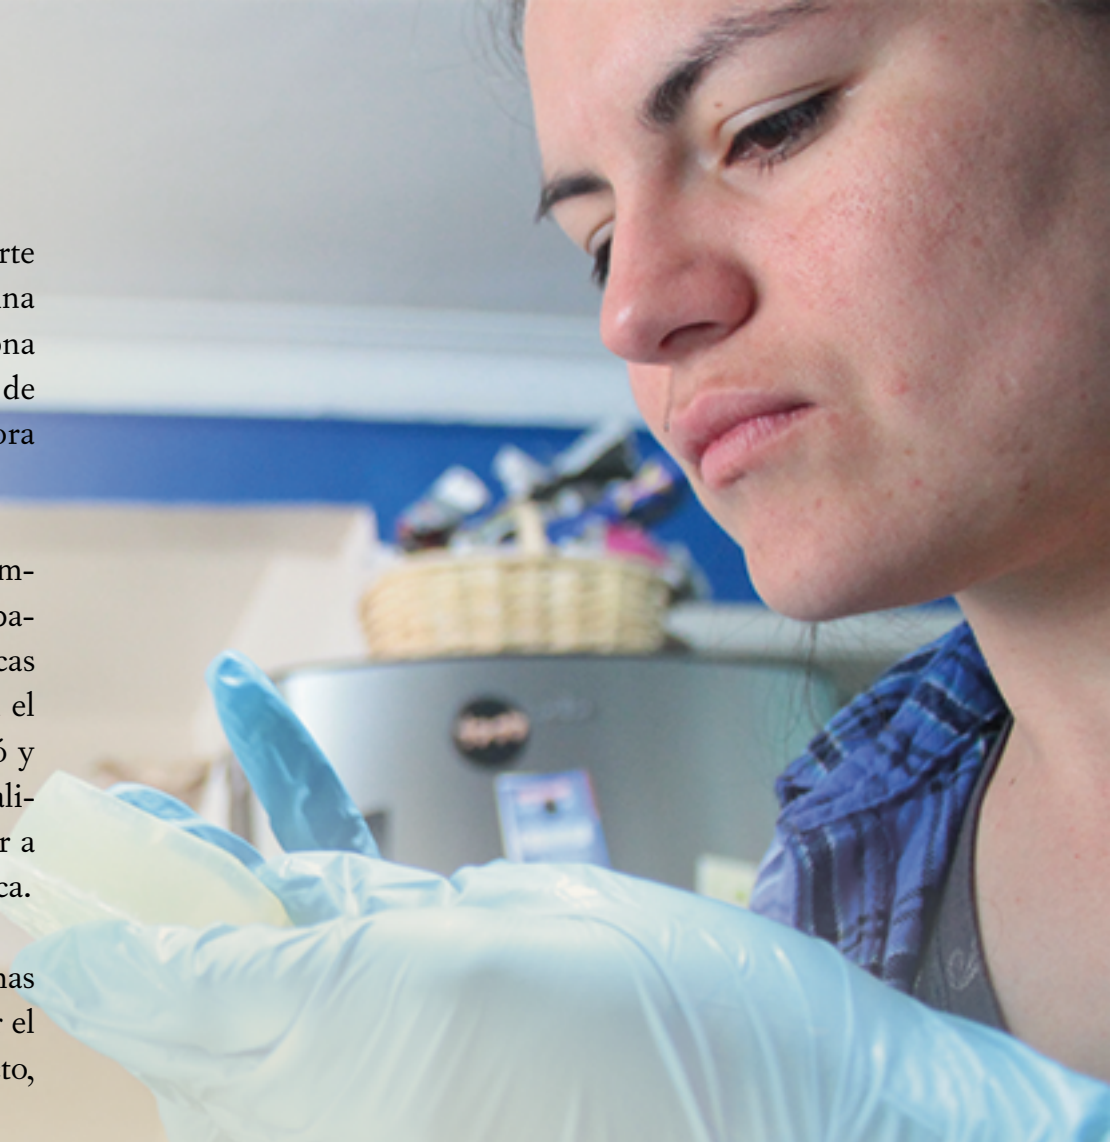 rte
na
ona
de
ora
m-
pa-
cas
el
ó y
ali-
r a
ca.
nas
r el
to,